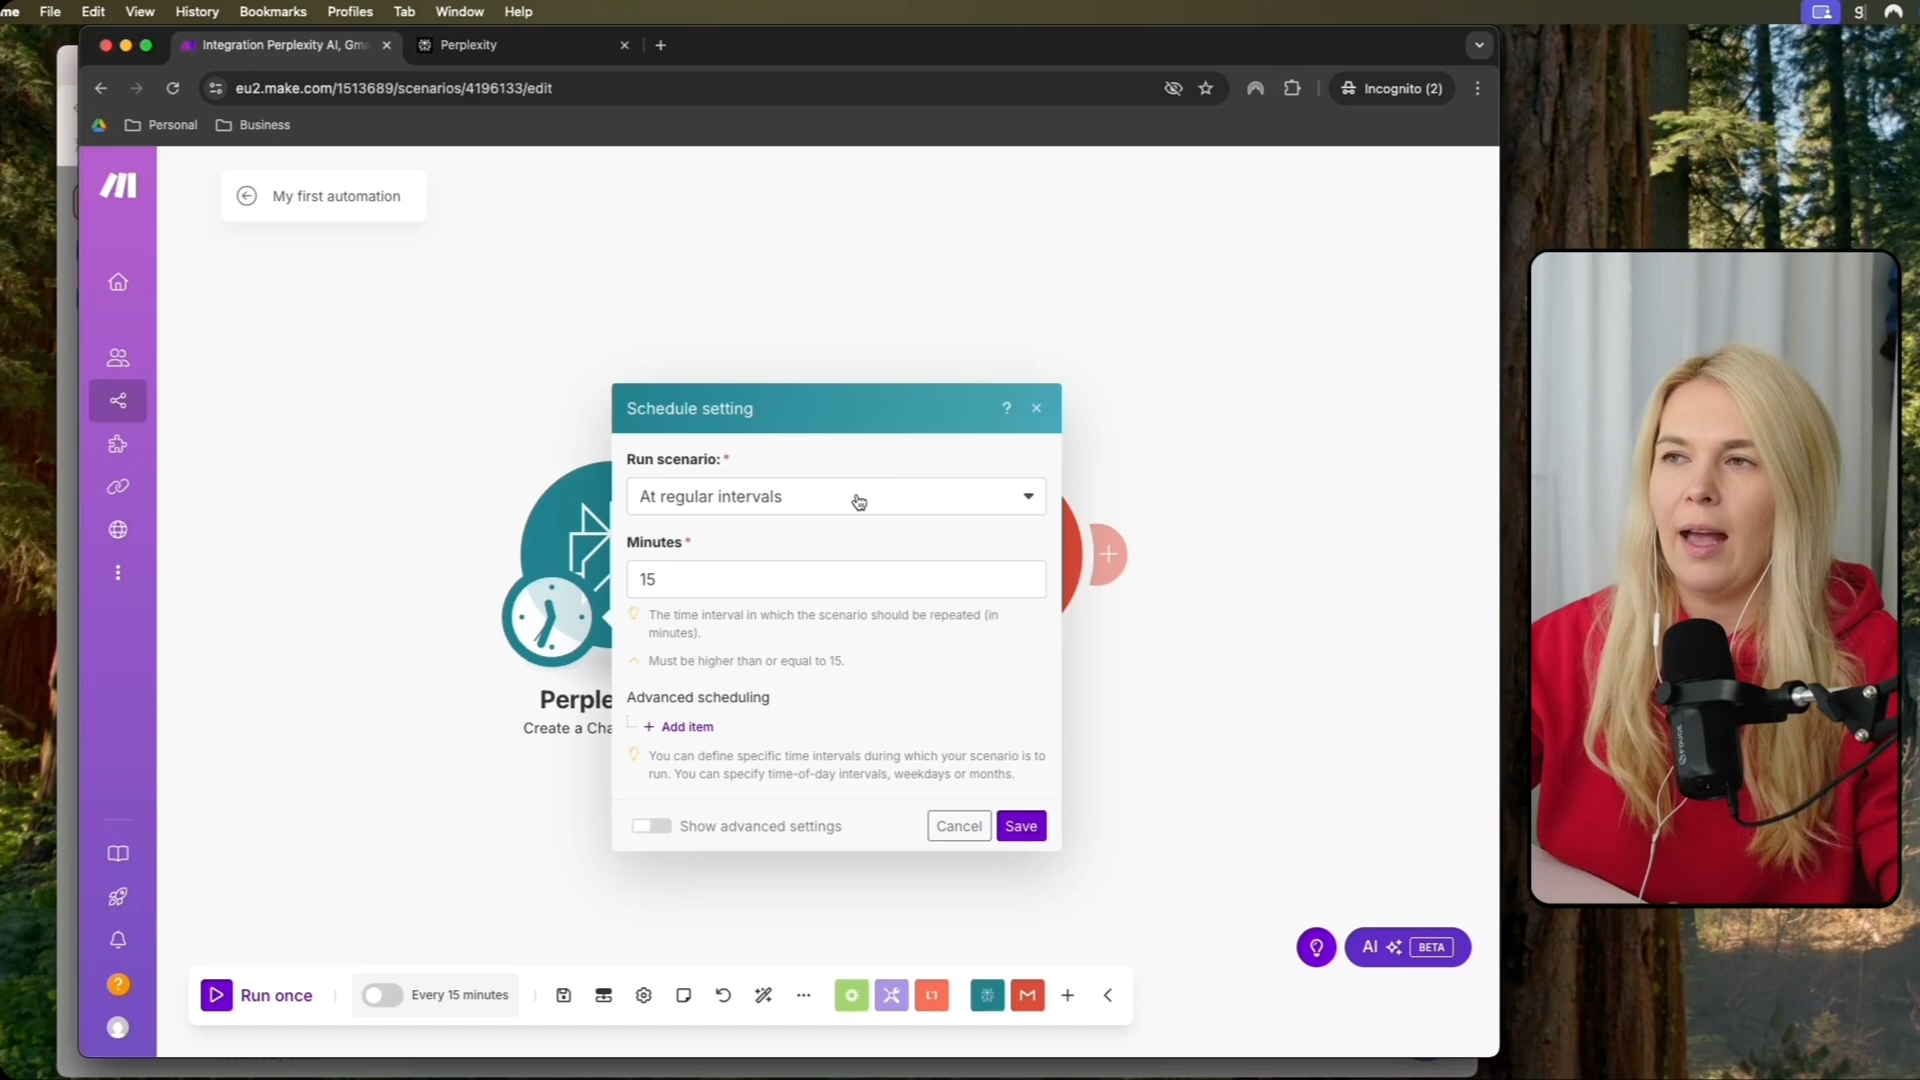 me File Edit View History Bookmarks Profiles Tab Window Help
Integration Perplexity AI, Gma
Perplexity
eu2.make.com/1513689/scenarios/4196133/edit
Incognito (2)
Personal
Business
My first automation
Schedule setting
Run scenario: *
At regular intervals
Minutes *
15
The time interval in which the scenario should be repeated (in
minutes).
Must be higher than or equal to 15.
Advanced scheduling
+ Add item
You can define specific time intervals during which your scenario is to
run. You can specify time-of-day intervals, weekdays or months.
Show advanced settings
Cancel
Save
Perple
Create a Cha
AI BETA
Run once
Every 15 minutes